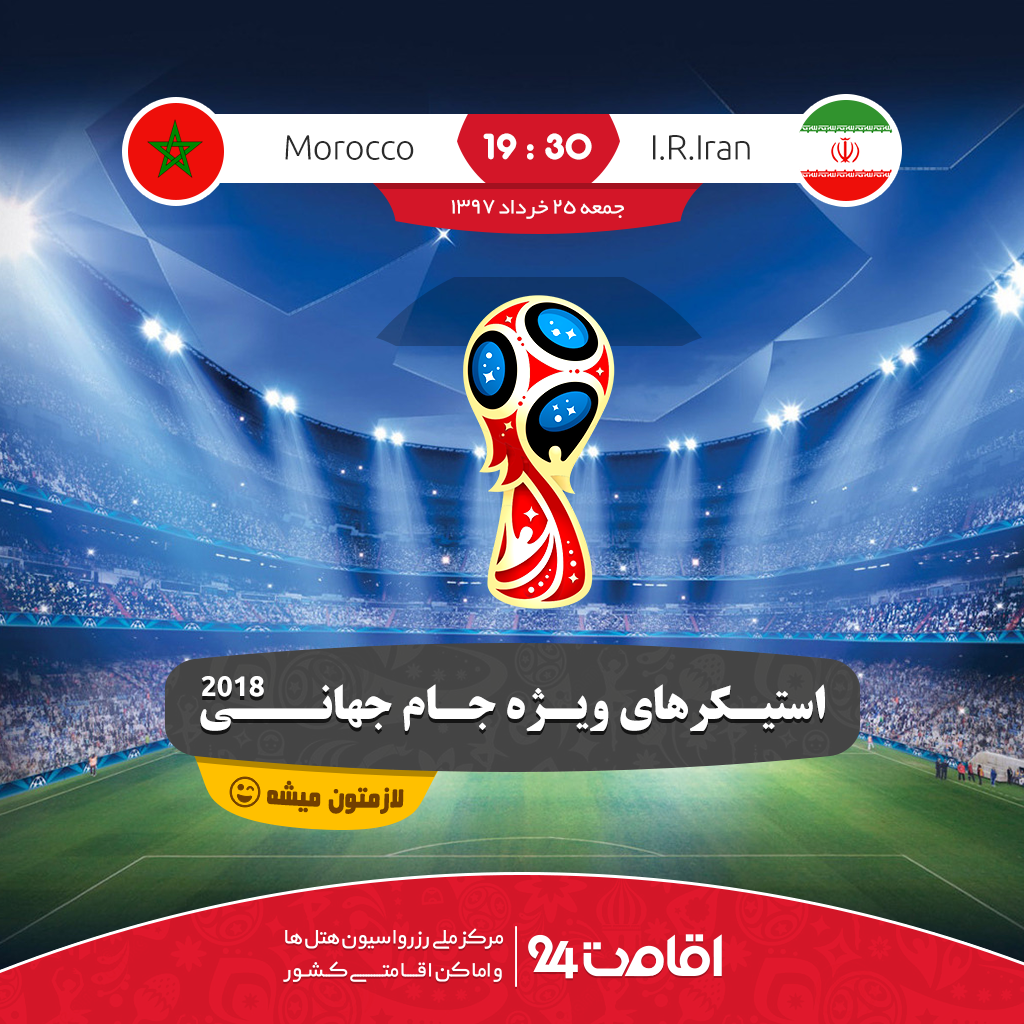 Morocco 19 : 30 I.R.Iran
جمعه ۲۵ خرداد ۱۳۹۷
استیکرهای ویژه جام جهانی 2018
لازمتون میشه
اقامت 24
مرکز ملی رزرواسیون هتل ها
و اماکن اقامتی کشور